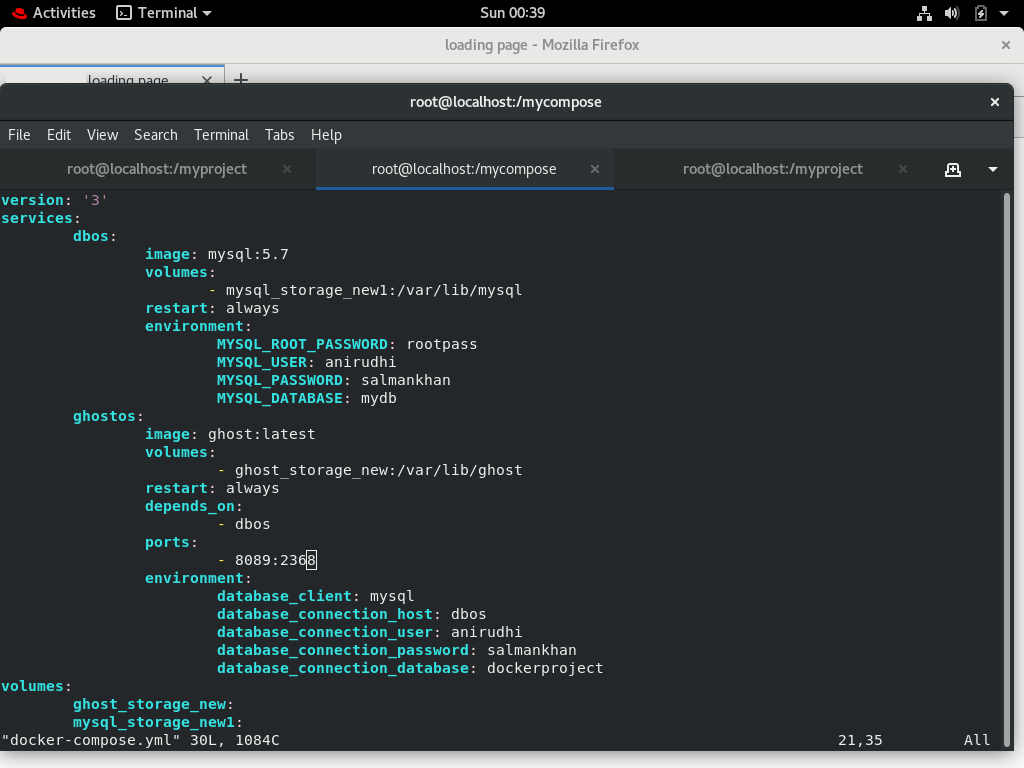 Activities Terminal Sun 00:39
loading page - Mozilla Firefox ×
loading page × +
root@localhost:/mycompose ×
File Edit View Search Terminal Tabs Help
root@localhost:/myproject × root@localhost:/mycompose × root@localhost:/myproject ×
version: '3'
services:
        dbos:
                image: mysql:5.7
                volumes:
                       - mysql_storage_new1:/var/lib/mysql
                restart: always
                environment:
                        MYSQL_ROOT_PASSWORD: rootpass
                        MYSQL_USER: anirudhi
                        MYSQL_PASSWORD: salmankhan
                        MYSQL_DATABASE: mydb
        ghostos:
                image: ghost:latest
                volumes:
                        - ghost_storage_new:/var/lib/ghost
                restart: always
                depends_on:
                        - dbos
                ports:
                        - 8089:2368
                environment:
                        database_client: mysql
                        database_connection_host: dbos
                        database_connection_user: anirudhi
                        database_connection_password: salmankhan
                        database_connection_database: dockerproject
volumes:
        ghost_storage_new:
        mysql_storage_new1:
"docker-compose.yml" 30L, 1084C 21,35 All